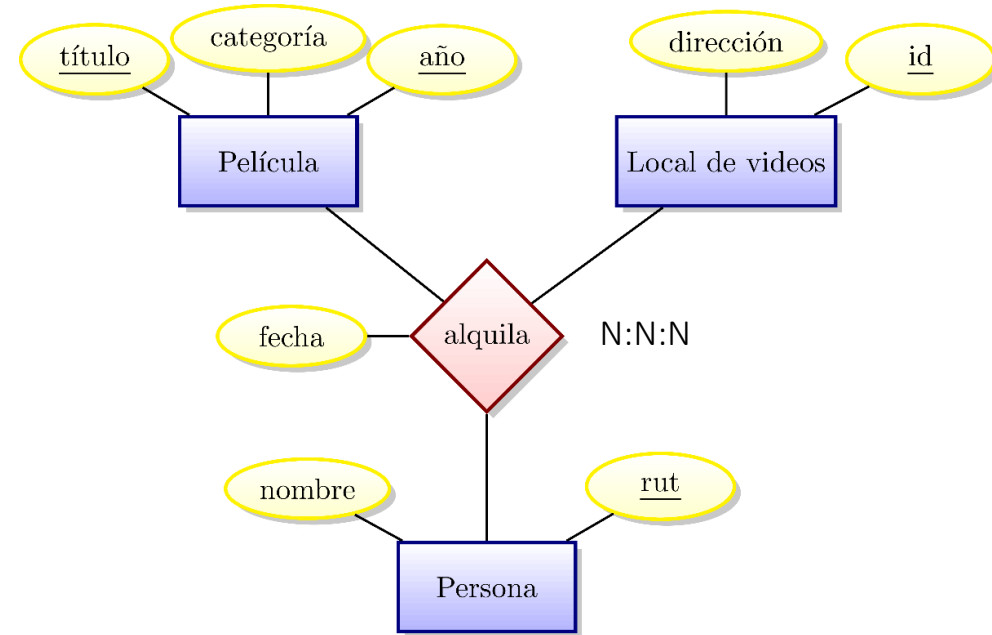 título
categoría
año
dirección
id
Película
Local de videos
fecha
alquila
N:N:N
nombre
rut
Persona